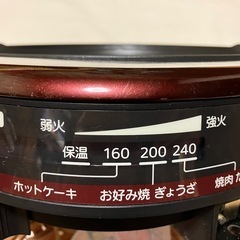 弱火 強火
保温 160 200 240
ホットケーキ お好み焼 ぎょうざ 焼肉